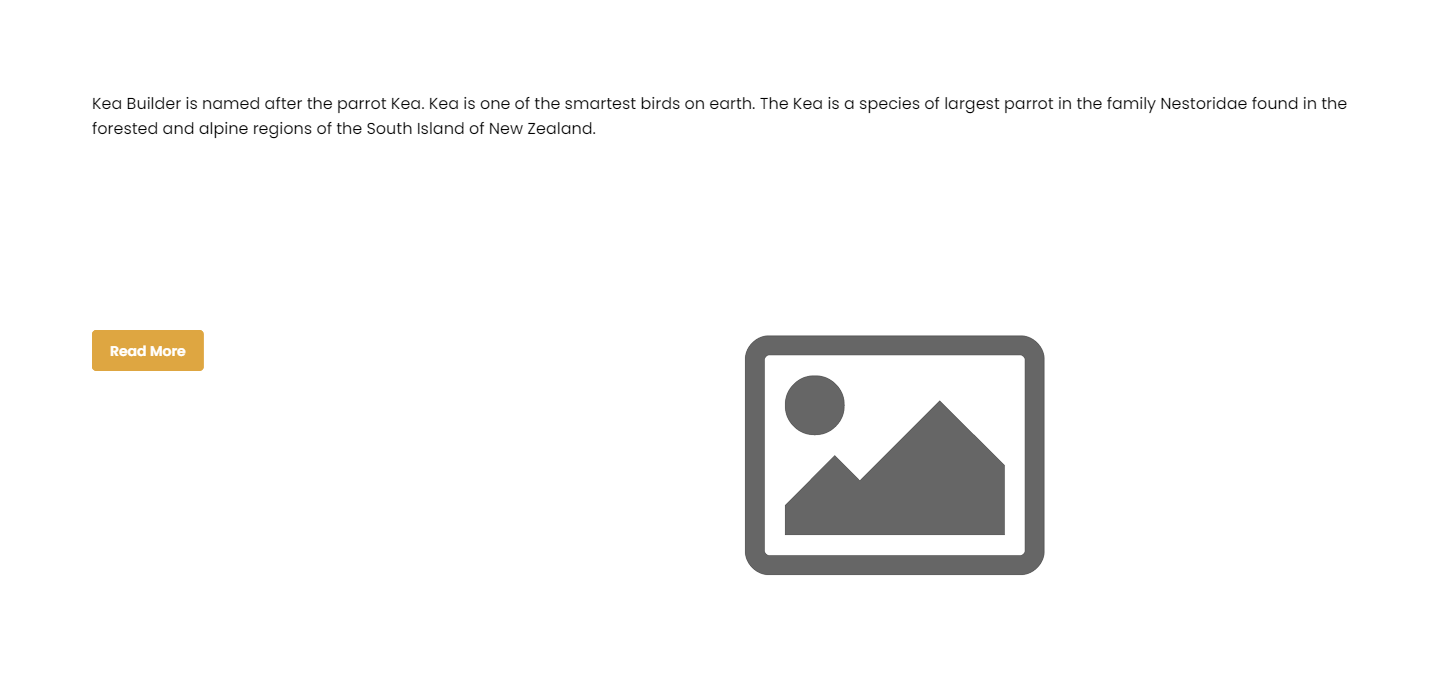 Kea Builder is named after the parrot Kea. Kea is one of the smartest birds on earth. The Kea is a species of largest parrot in the family Nestoridae found in the
forested and alpine regions of the South Island of New Zealand.
Read More